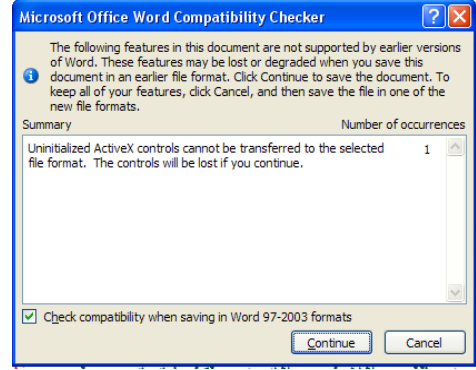 Microsoft Office Word Compatibility Checker
The following features in this document are not supported by earlier versions
of Word. These features may be lost or degraded when you save this
document in an earlier file format. Click Continue to save the document. To
keep all of your features, click Cancel, and then save the file in one of the
new file formats.
Summary Number of occurrences
Uninitialized ActiveX controls cannot be transferred to the selected 1
file format. The controls will be lost if you continue.
Check compatibility when saving in Word 97-2003 formats
Continue Cancel